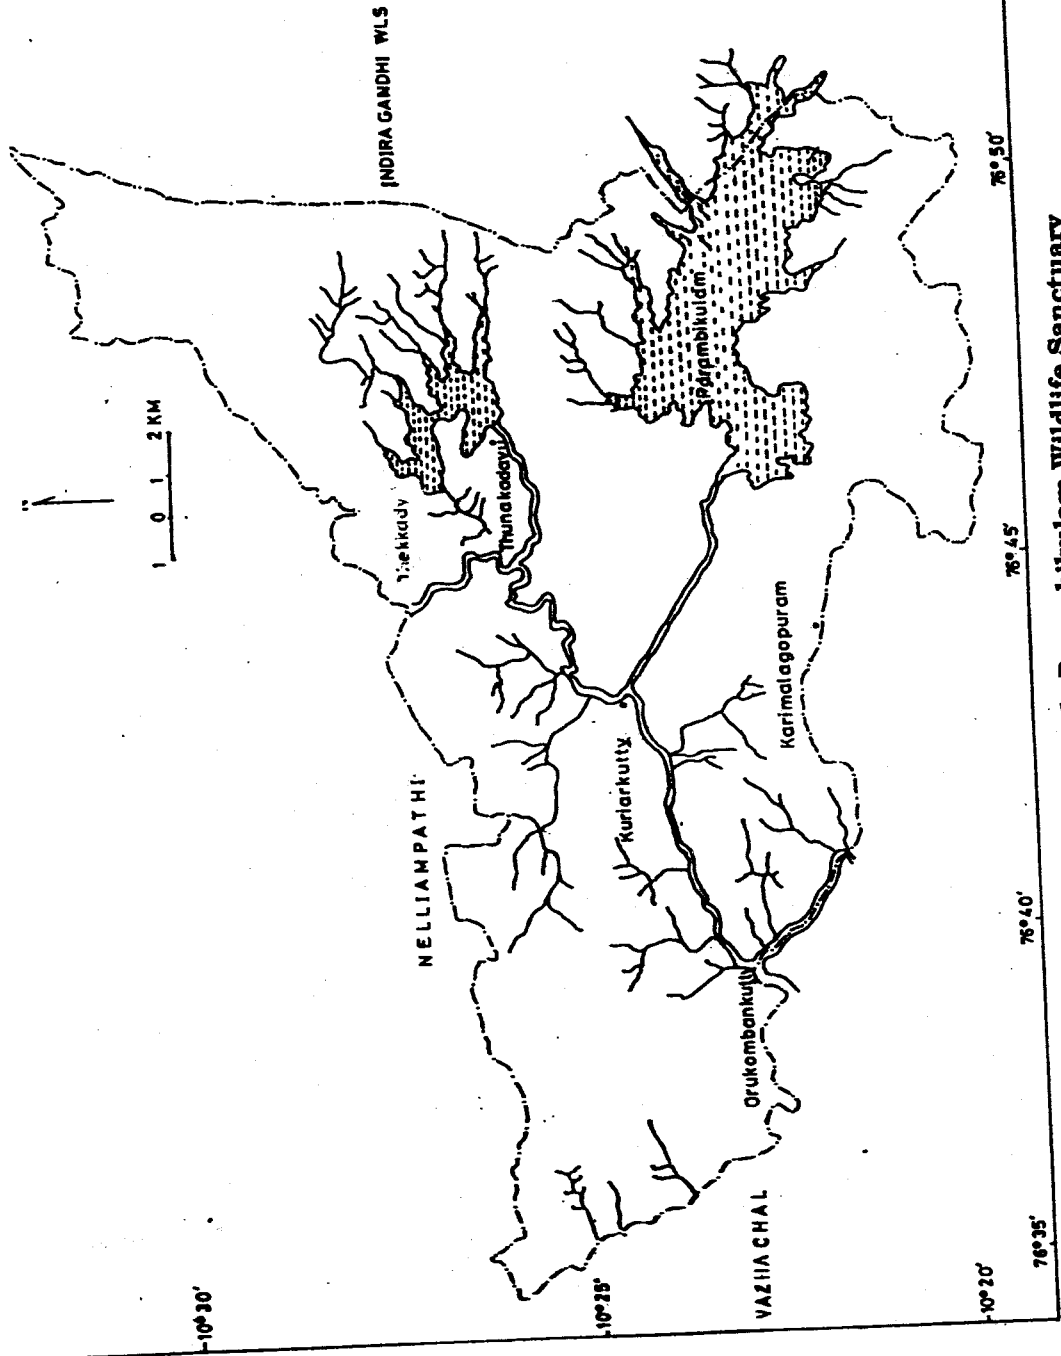 INDIRA GANDHI WLS
1 0 1 2 KM
Thekkady
Thunakadavu
Parambikulam
NELLIAMPATHI
Kuriarkutty
Karimalagopuram
Orukombankutty
VAZHACHAL
10°30'
10°25'
10°20'
76°35'
76°40'
76°45'
76°50'
Wildlife Sanctuary